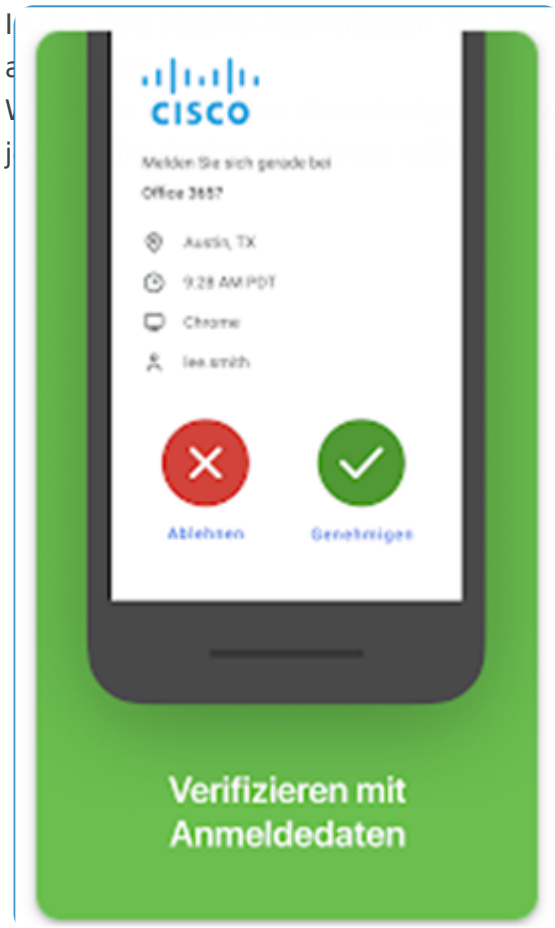 I
a
W
j
CISCO
Melden Sie sich gerade bei
Office 365?
Austin, TX
9:28 AM PDT
Chrome
lee.smith
Ablehnen
Genehmigen
Verifizieren mit
Anmeldedaten